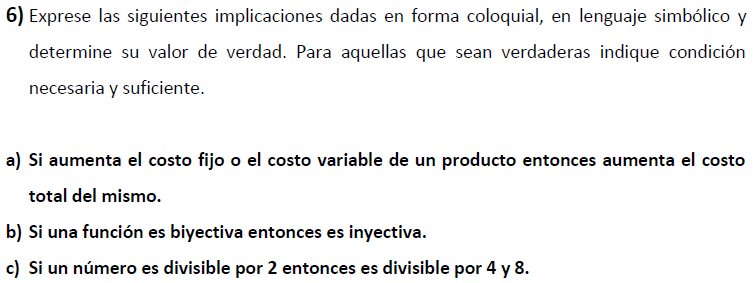 6) Exprese las siguientes implicaciones dadas en forma coloquial, en lenguaje simbólico y
determine su valor de verdad. Para aquellas que sean verdaderas indique condición
necesaria y suficiente.
a) Si aumenta el costo fijo o el costo variable de un producto entonces aumenta el costo
total del mismo.
b) Si una función es biyectiva entonces es inyectiva.
c) Si un número es divisible por 2 entonces es divisible por 4 y 8.